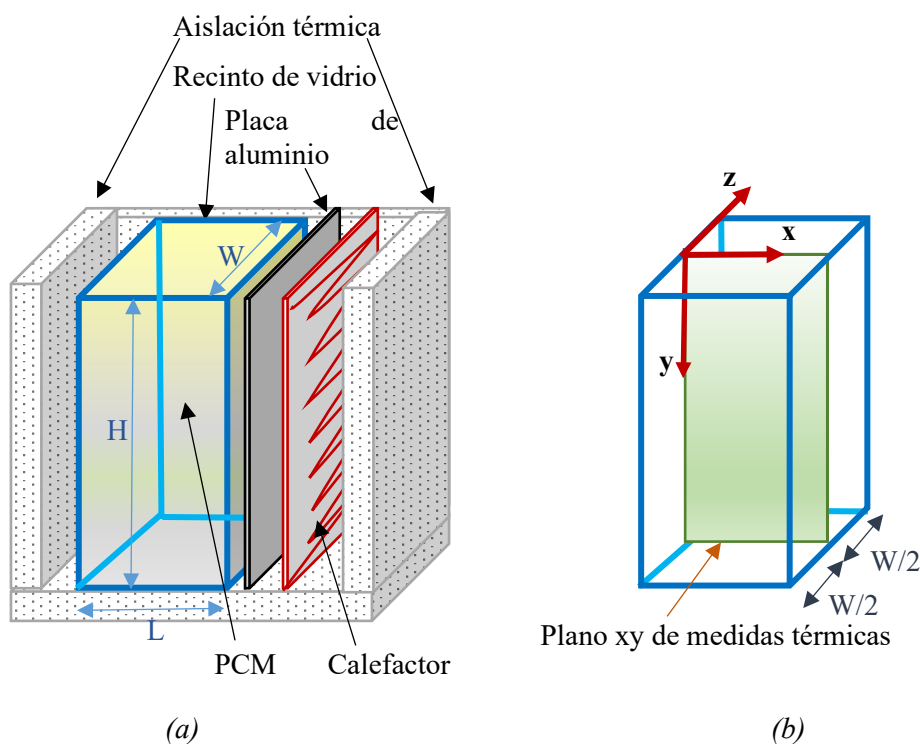 Aislación térmica
Recinto de vidrio
Placa de
aluminio
W
H
L
PCM
Calefactor
(a)
z
x
y
W/2
W/2
Plano xy de medidas térmicas
(b)